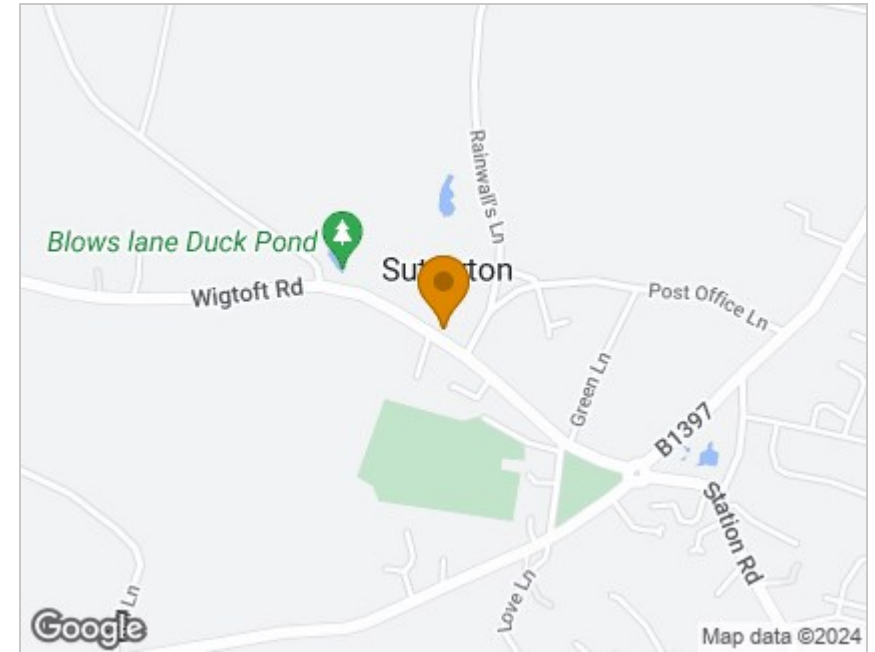 Rainwall's Ln
Blows lane Duck Pond
Wigtoft Rd
Post Office Ln
Green Ln
B1397
Station Rd
Love Ln
Ln
Google
Map data ©2024